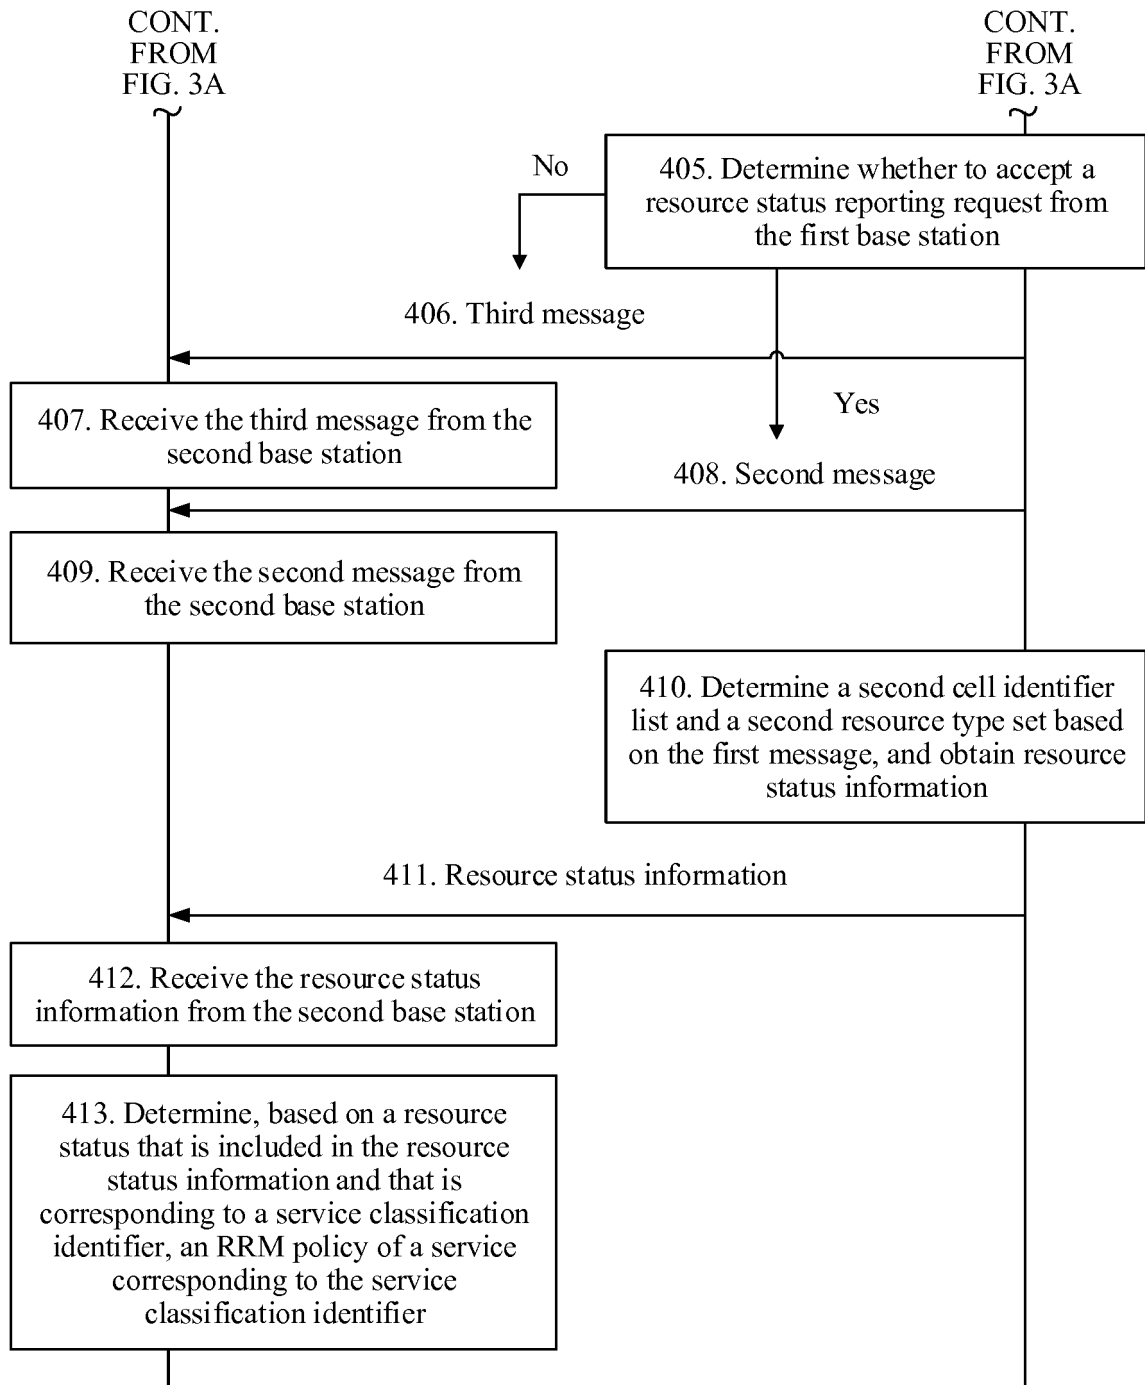 CONT.
FROM
FIG. 3A
CONT.
FROM
FIG. 3A
No
405. Determine whether to accept a
resource status reporting request from
the first base station
406. Third message
Yes
407. Receive the third message from the
second base station
408. Second message
409. Receive the second message from
the second base station
410. Determine a second cell identifier
list and a second resource type set based
on the first message, and obtain resource
status information
411. Resource status information
412. Receive the resource status
information from the second base station
413. Determine, based on a resource
status that is included in the resource
status information and that is
corresponding to a service classification
identifier, an RRM policy of a service
corresponding to the service
classification identifier